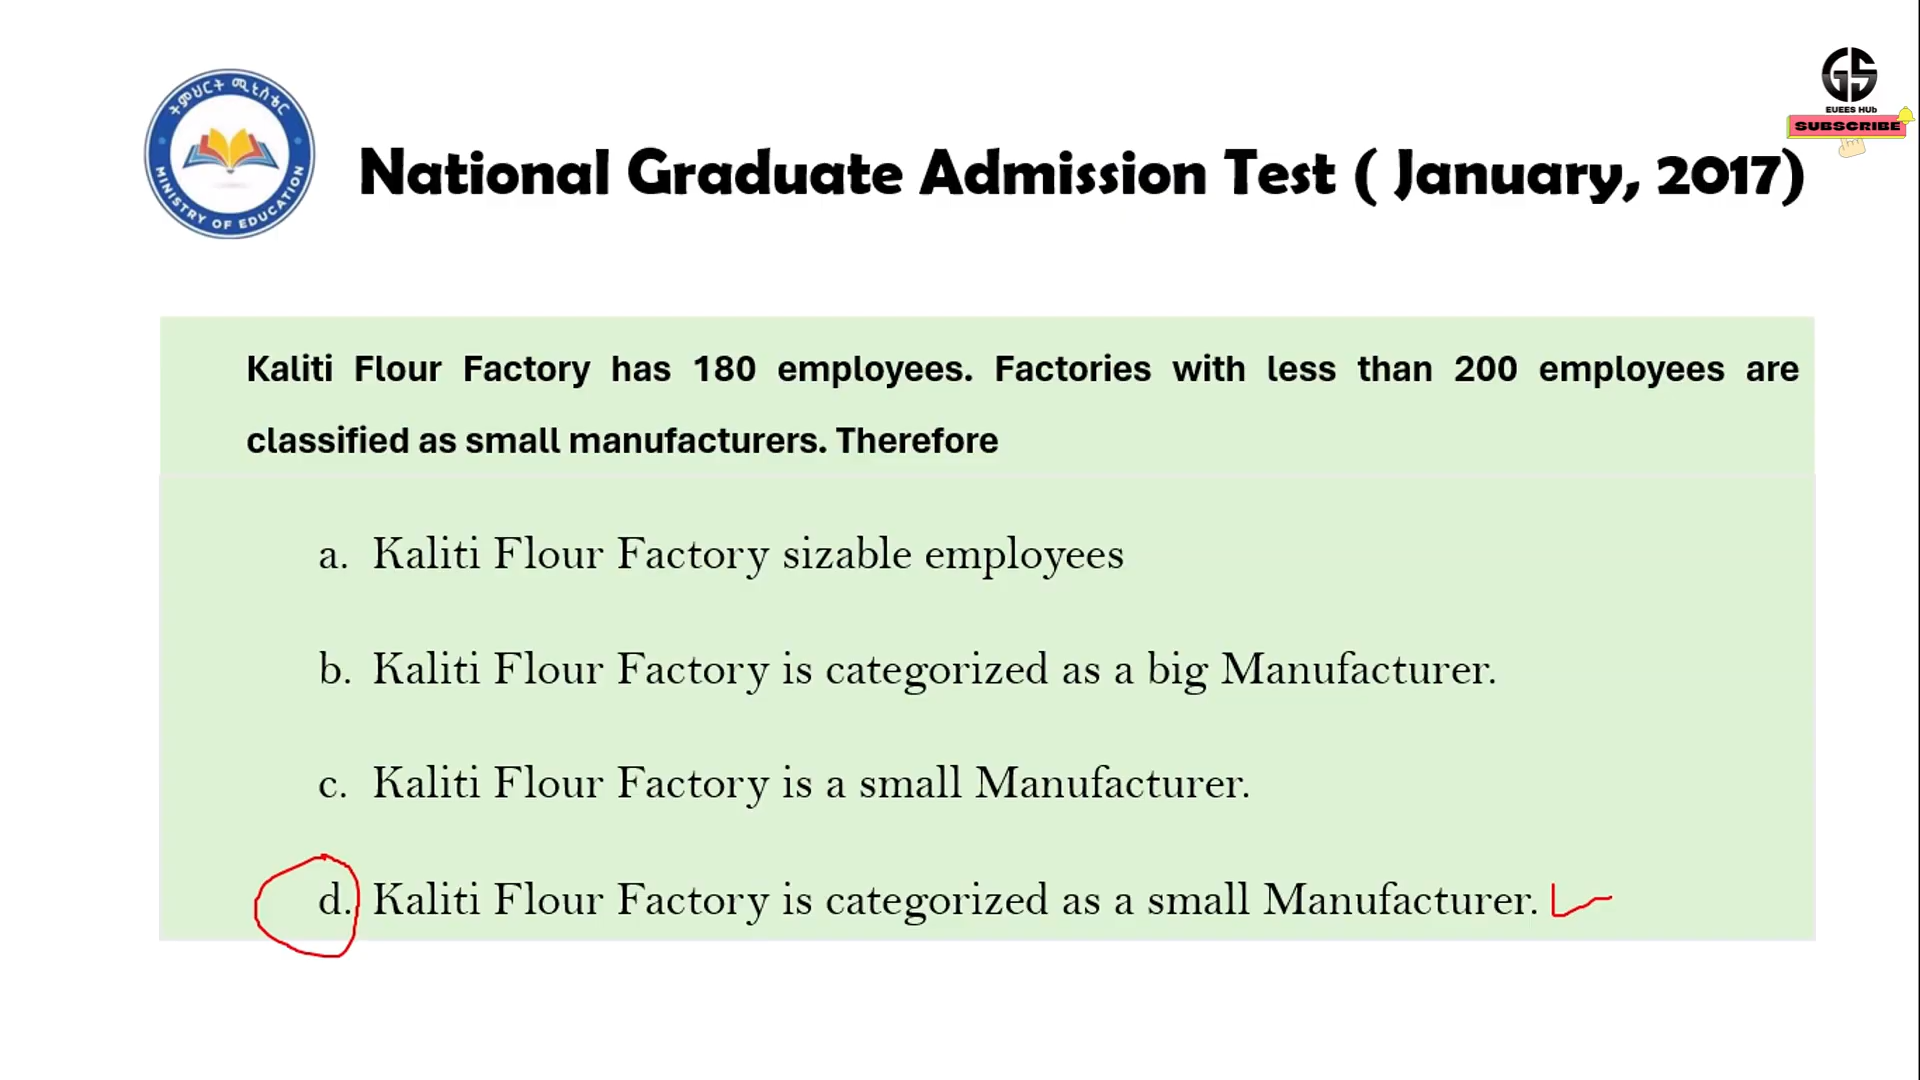 GS
EUEES HUb
SUBSCRIBE
ትምህርት ሚኒስቴር
MINISTRY OF EDUCATION
National Graduate Admission Test ( January, 2017)
Kaliti Flour Factory has 180 employees. Factories with less than 200 employees are
classified as small manufacturers. Therefore
a. Kaliti Flour Factory sizable employees
b. Kaliti Flour Factory is categorized as a big Manufacturer.
c. Kaliti Flour Factory is a small Manufacturer.
d. Kaliti Flour Factory is categorized as a small Manufacturer.